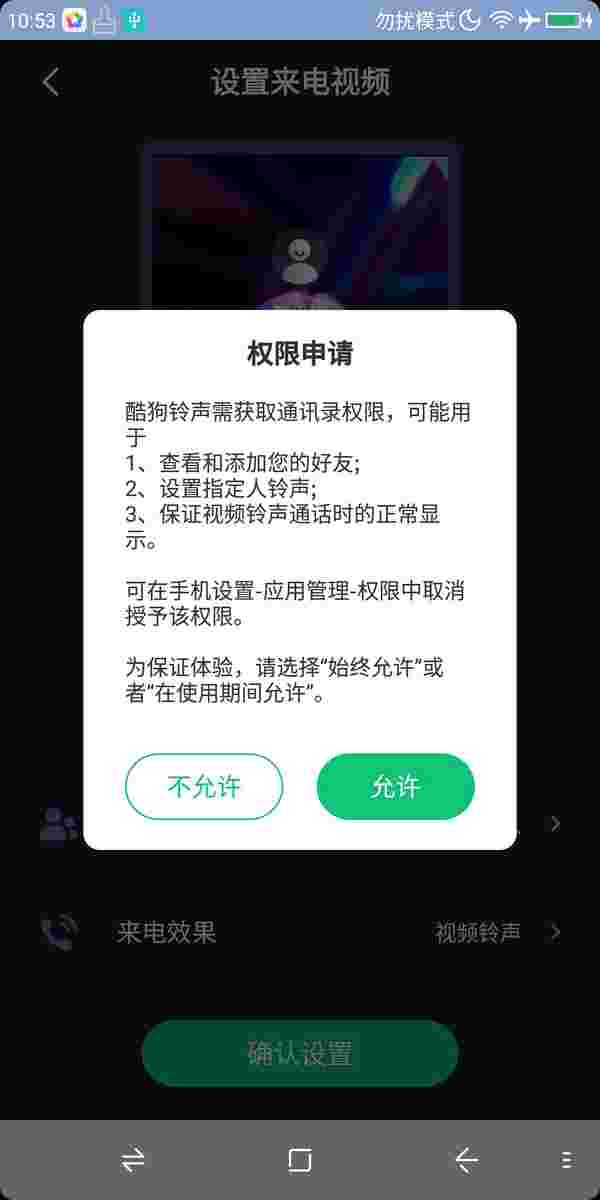 10:53
勿扰模式
设置来电视频
权限申请
酷狗铃声需获取通讯录权限，可能用
于
1、查看和添加您的好友;
2、设置指定人铃声;
3、保证视频铃声通话时的正常显
示。
可在手机设置-应用管理-权限中取消
授予该权限。
为保证体验，请选择“始终允许”或
者“在使用期间允许”。
不允许
允许
来电效果
视频铃声
确认设置